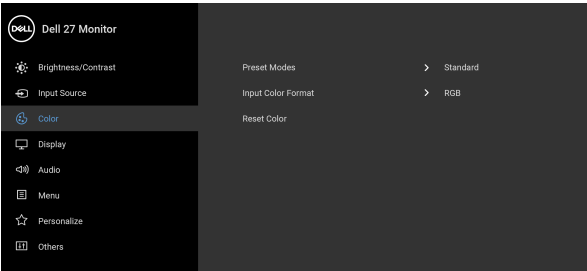 DELL Dell 27 Monitor
Brightness/Contrast
Preset Modes > Standard
Input Source
Input Color Format > RGB
Color
Reset Color
Display
Audio
Menu
Personalize
Others